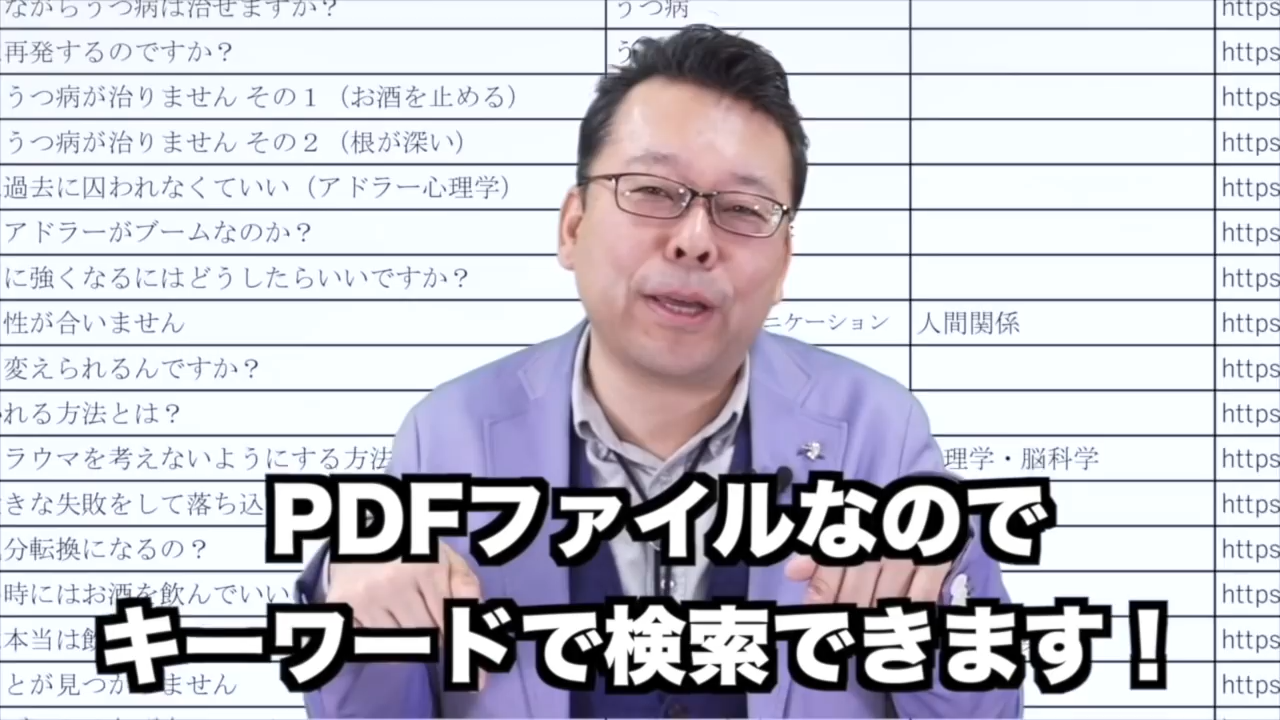 ながらうつ病は治せますか？ うつ病 https
再発するのですか？ う https
うつ病が治りません その１（お酒を止める） https
うつ病が治りません その２（根が深い） https
過去に囚われなくていい（アドラー心理学） https
アドラーがブームなのか？ https
に強くなるにはどうしたらいいですか？ https
性が合いません ニケーション 人間関係 https
変えられるんですか？ https
れる方法とは？ https
ラウマを考えないようにする方法 理学・脳科学 https
きな失敗をして落ち込 https
分転換になるの？ https
時にはお酒を飲んでいい https
本当は飲 https
とが見つか ません https
PDFファイルなので
キーワードで検索できます！